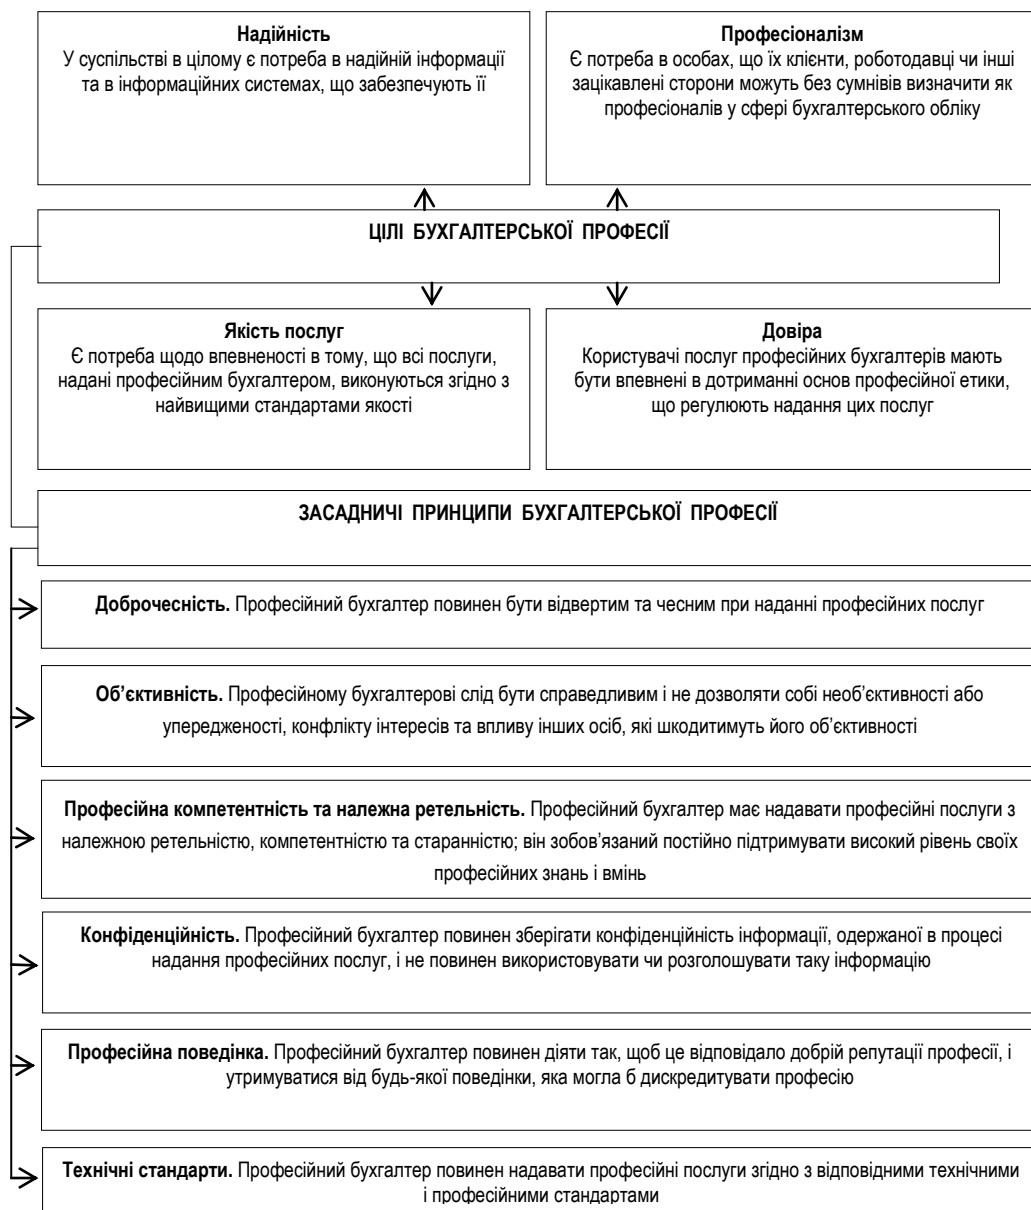 Надійність
У суспільстві в цілому є потреба в надійній інформації
та в інформаційних системах, що забезпечують її
Професіоналізм
Є потреба в особах, що їх клієнти, роботодавці чи інші
зацікавлені сторони можуть без сумнівів визначити як
професіоналів у сфері бухгалтерського обліку
ЦІЛІ БУХГАЛТЕРСЬКОЇ ПРОФЕСІЇ
Якість послуг
Є потреба щодо впевненості в тому, що всі послуги,
надані професійним бухгалтером, виконуються згідно з
найвищими стандартами якості
Довіра
Користувачі послуг професійних бухгалтерів мають
бути впевнені в дотриманні основ професійної етики,
що регулюють надання цих послуг
ЗАСАДНИЧІ ПРИНЦИПИ БУХГАЛТЕРСЬКОЇ ПРОФЕСІЇ
Доброчесність. Професійний бухгалтер повинен бути відвертим та чесним при наданні професійних послуг
Об’єктивність. Професійному бухгалтерові слід бути справедливим і не дозволяти собі необ’єктивності або
упередженості, конфлікту інтересів та впливу інших осіб, які шкодитимуть його об’єктивності
Професійна компетентність та належна ретельність. Професійний бухгалтер має надавати професійні послуги з
належною ретельністю, компетентністю та старанністю; він зобов’язаний постійно підтримувати високий рівень своїх
професійних знань і вмінь
Конфіденційність. Професійний бухгалтер повинен зберігати конфіденційність інформації, одержаної в процесі
надання професійних послуг, і не повинен використовувати чи розголошувати таку інформацію
Професійна поведінка. Професійний бухгалтер повинен діяти так, щоб це відповідало добрій репутації професії, і
утримуватися від будь-якої поведінки, яка могла б дискредитувати професію
Технічні стандарти. Професійний бухгалтер повинен надавати професійні послуги згідно з відповідними технічними
і професійними стандартами